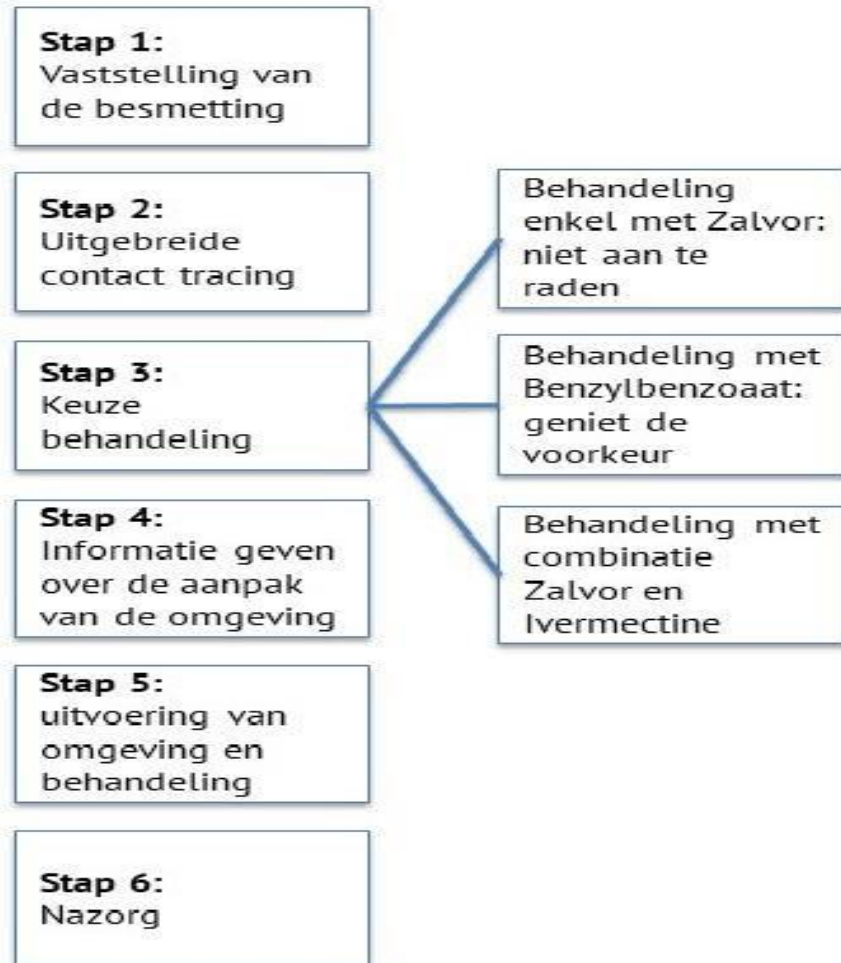 Stap 1:
Vaststelling van
de besmetting
Stap 2:
Uitgebreide
contact tracing
Stap 3:
Keuze
behandeling
Behandeling
enkel met Zalvor:
niet aan te
raden
Behandeling met
Benzylbenzoaat:
geniet de
voorkeur
Behandeling met
combinatie
Zalvor en
Ivermectine
Stap 4:
Informatie geven
over de aanpak
van de omgeving
Stap 5:
uitvoering van
omgeving en
behandeling
Stap 6:
Nazorg